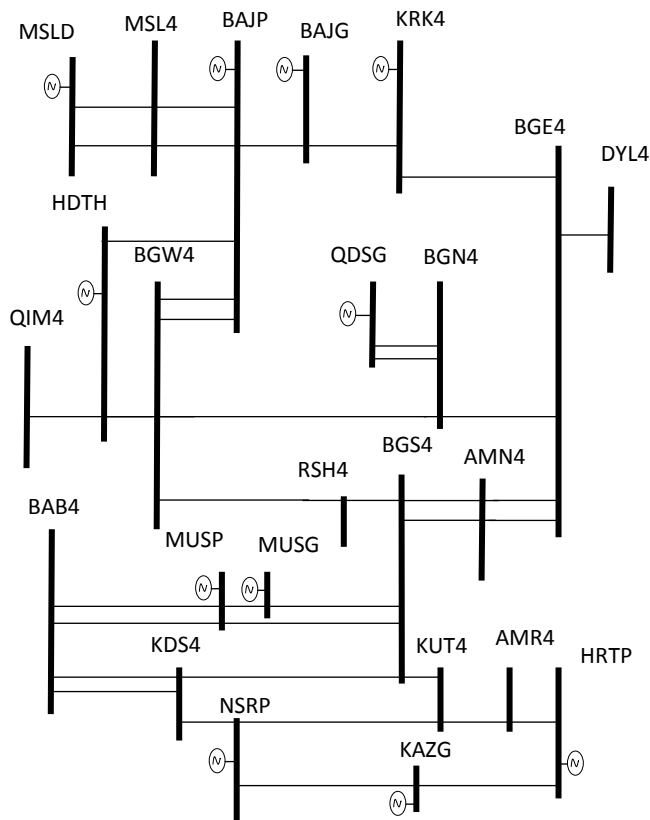 MSLD
MSL4
BAJP
BAJG
KRK4
BGE4
DYL4
HDTH
BGW4
QDSG
BGN4
QIM4
BGS4
RSH4
AMN4
BAB4
MUSP
MUSG
KDS4
KUT4
AMR4
HRTP
NSRP
KAZG
N
N
N
N
N
N
N
N
N
N
N